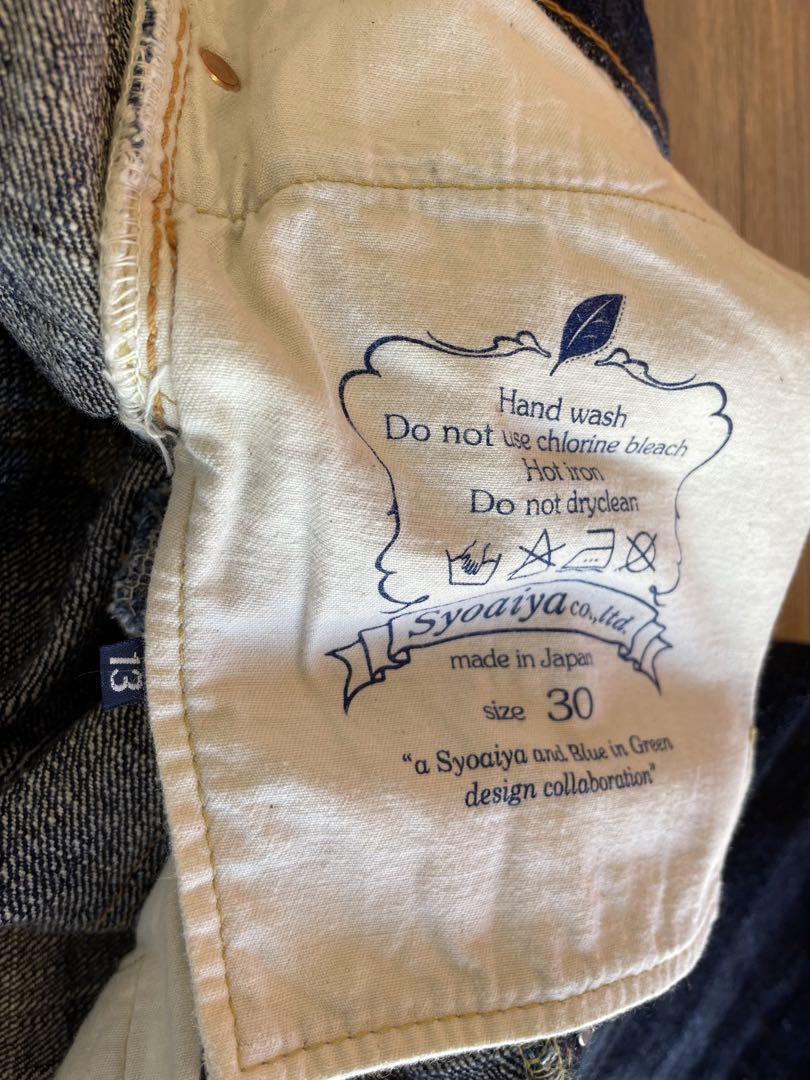 Hand wash
Do not use chlorine bleach
Hot iron
Do not dryclean
Syoaiya co.,ltd.
made in Japan
size 30
“a Syoaiya and Blue in Green
design collaboration”
13